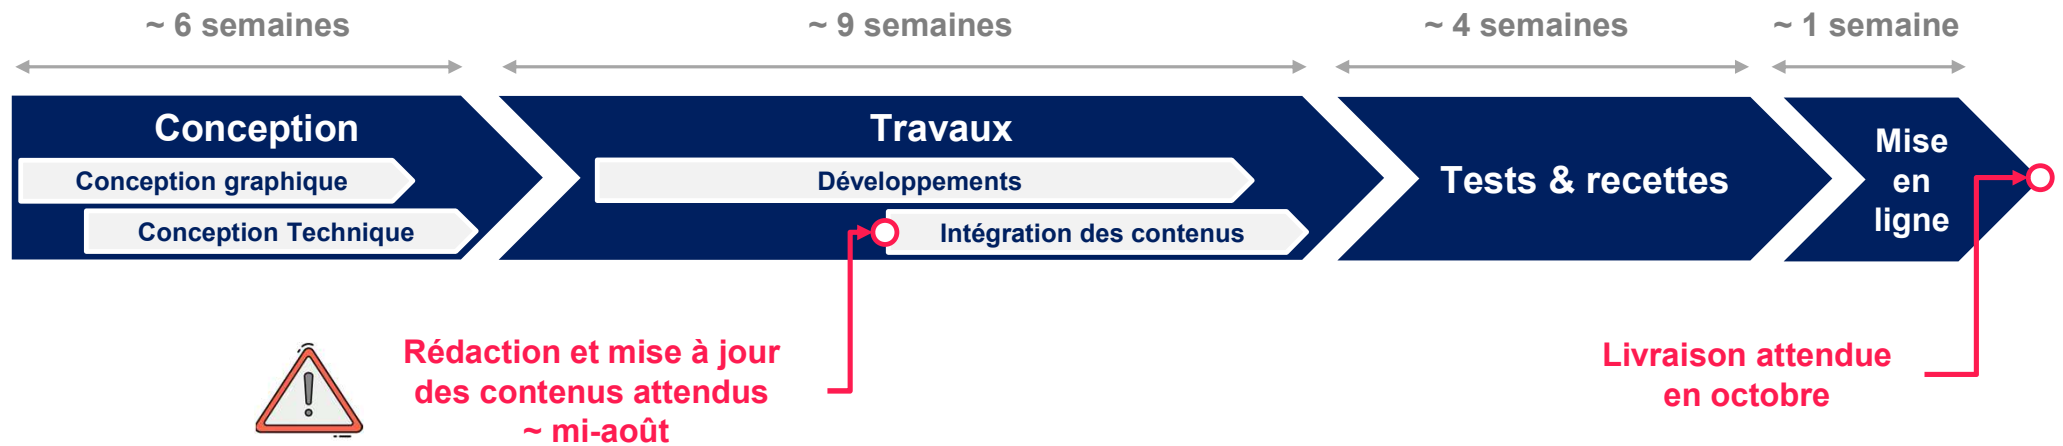 ~ 6 semaines
~ 9 semaines
~ 4 semaines
~ 1 semaine
Conception
Conception graphique
Conception Technique
Travaux
Développements
Intégration des contenus
Tests & recettes
Mise
en
ligne
Rédaction et mise à jour
des contenus attendus
~ mi-août
Livraison attendue
en octobre